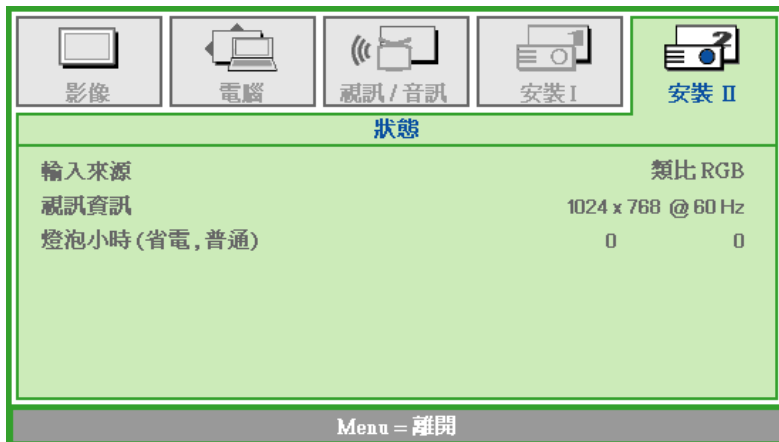 影像 電腦 視訊 / 音訊 安裝 I 安裝 II
狀態
輸入來源 類比 RGB
視訊資訊 1024 x 768 @ 60 Hz
燈泡小時 (省電 , 普通) 0 0
Menu = 離開